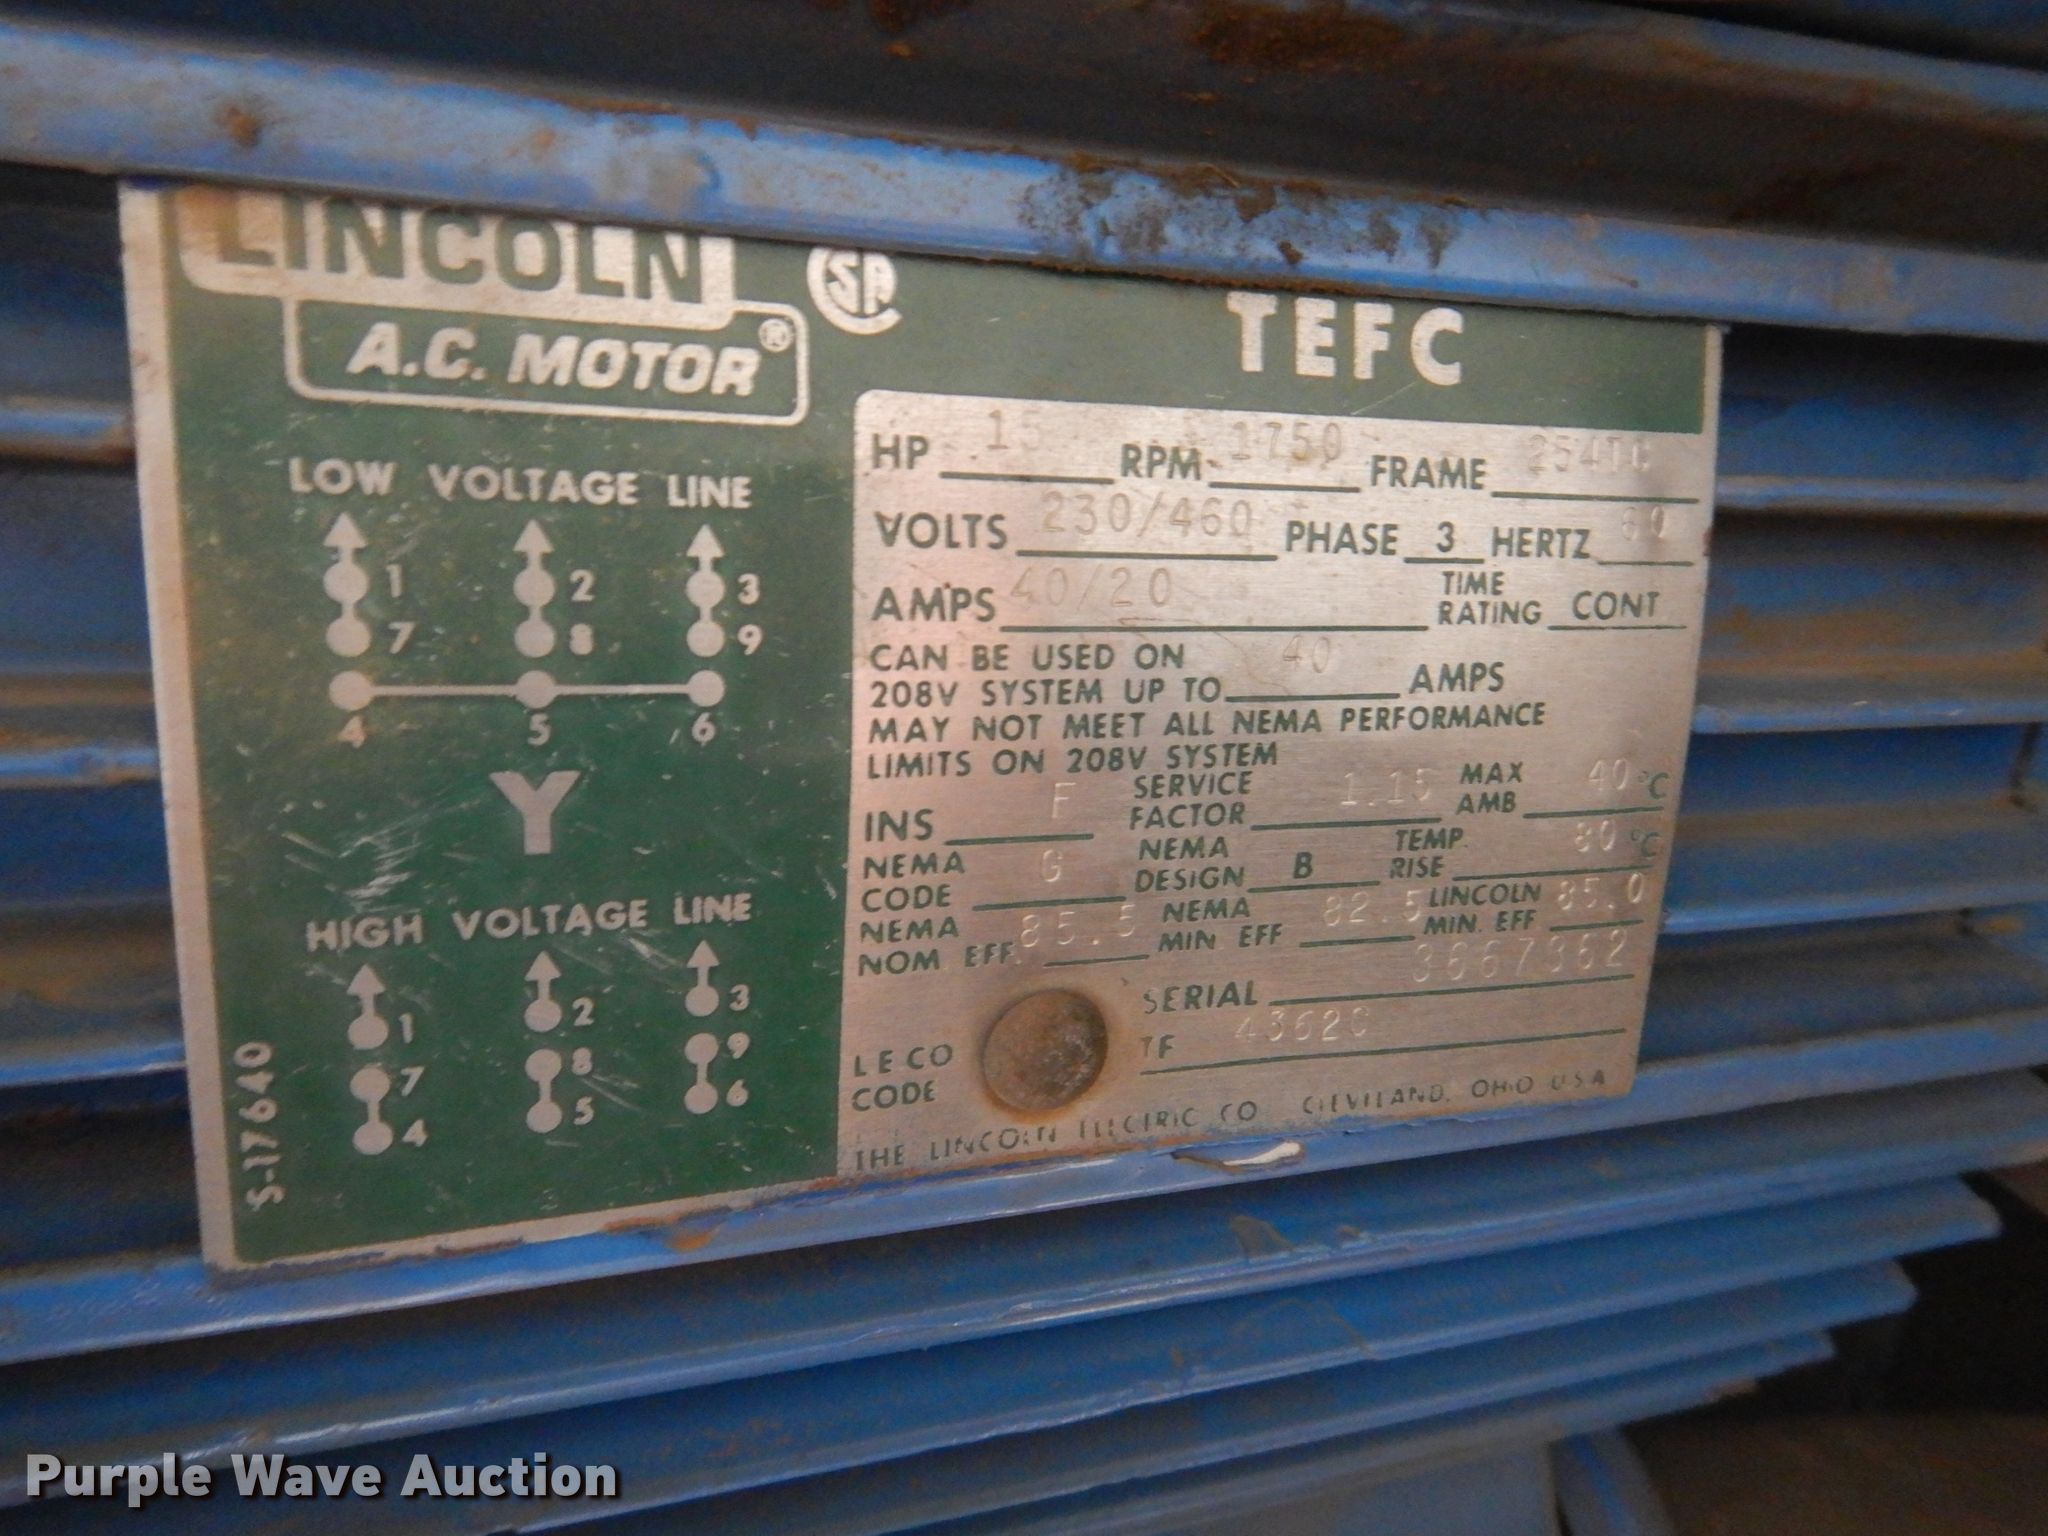 LINCOLN
A.C. MOTOR®
SA
TEFC
LOW VOLTAGE LINE
1 2 3
7 8 9
4 5 6
Y
HIGH VOLTAGE LINE
1 2 3
7 8 9
4 5 6
S-17640
HP 15 RPM 1750 FRAME 254TC
VOLTS 230/460 PHASE 3 HERTZ 60
AMPS 40/20 TIME RATING CONT
CAN BE USED ON
208V SYSTEM UP TO 40 AMPS
MAY NOT MEET ALL NEMA PERFORMANCE
LIMITS ON 208V SYSTEM
INS F SERVICE FACTOR 1.15 MAX AMB 40°C
NEMA CODE G NEMA DESIGN B TEMP. RISE 80°C
NEMA NOM EFF. 85.5 NEMA MIN. EFF 82.5 LINCOLN MIN. EFF 85.0
SERIAL 3667362
LECO CODE TF
THE LINCOLN ELECTRIC CO CLEVELAND, OHIO USA
Purple Wave Auction